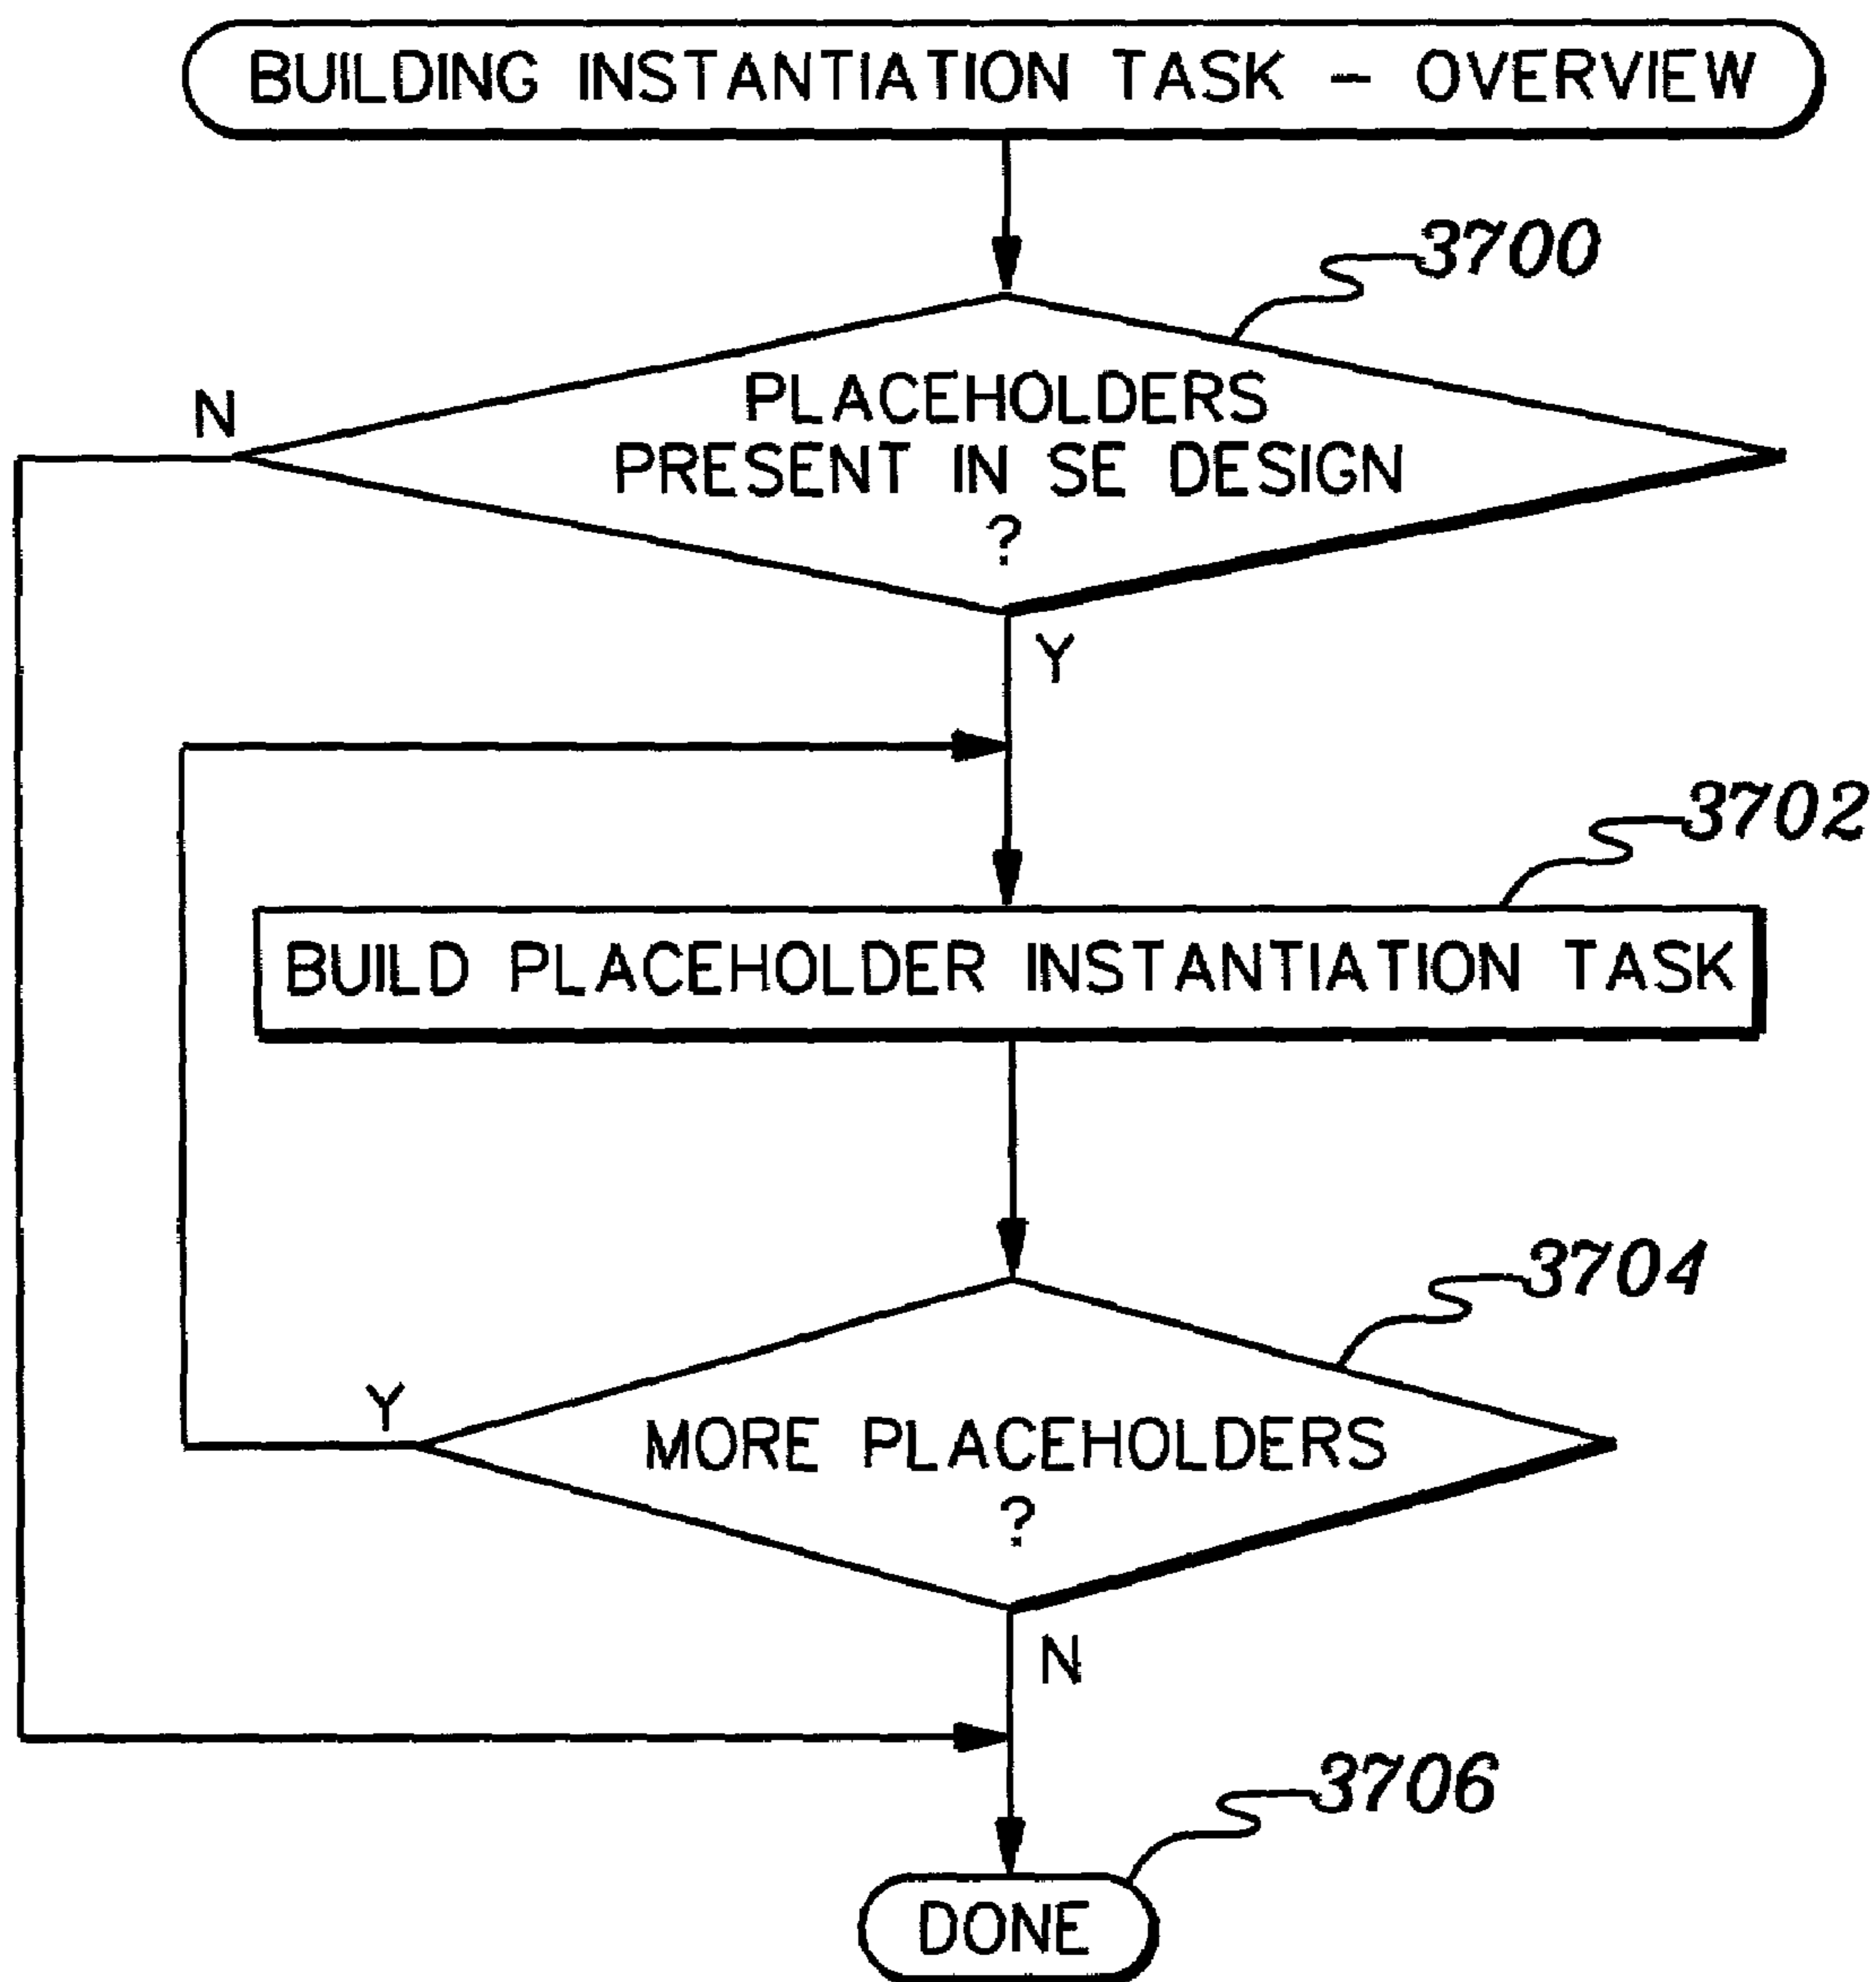 BUILDING INSTANTIATION TASK - OVERVIEW
3700
N
PLACEHOLDERS
PRESENT IN SE DESIGN
?
Y
3702
BUILD PLACEHOLDER INSTANTIATION TASK
3704
Y
MORE PLACEHOLDERS
?
N
3706
DONE